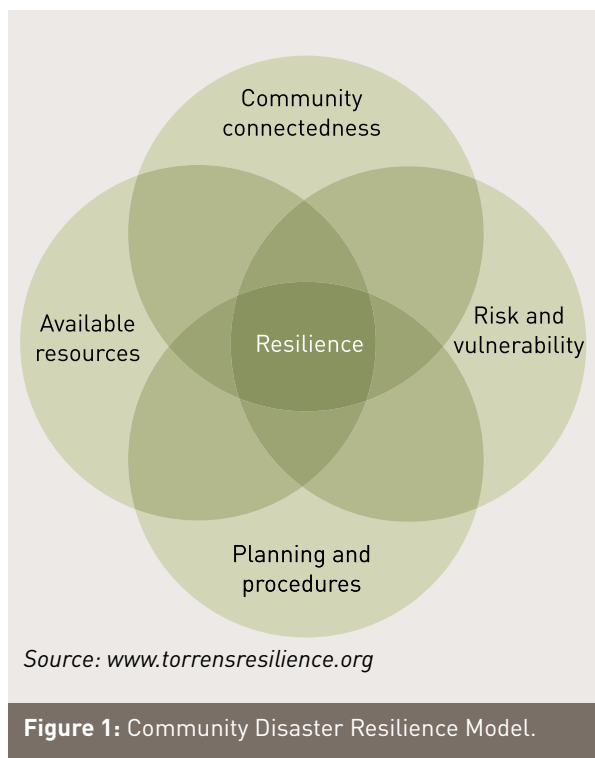 Community
connectedness
Available
resources
Resilience
Risk and
vulnerability
Planning and
procedures
Source: www.torrensresilience.org
Figure 1: Community Disaster Resilience Model.